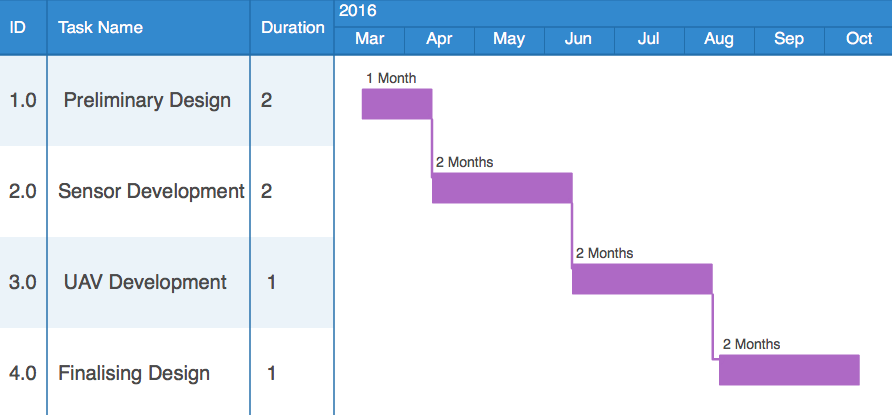 2016
ID Task Name Duration Mar Apr May Jun Jul Aug Sep Oct
1 Month
1.0 Preliminary Design 2
2 Months
2.0 Sensor Development 2
2 Months
3.0 UAV Development 1
2 Months
4.0 Finalising Design 1